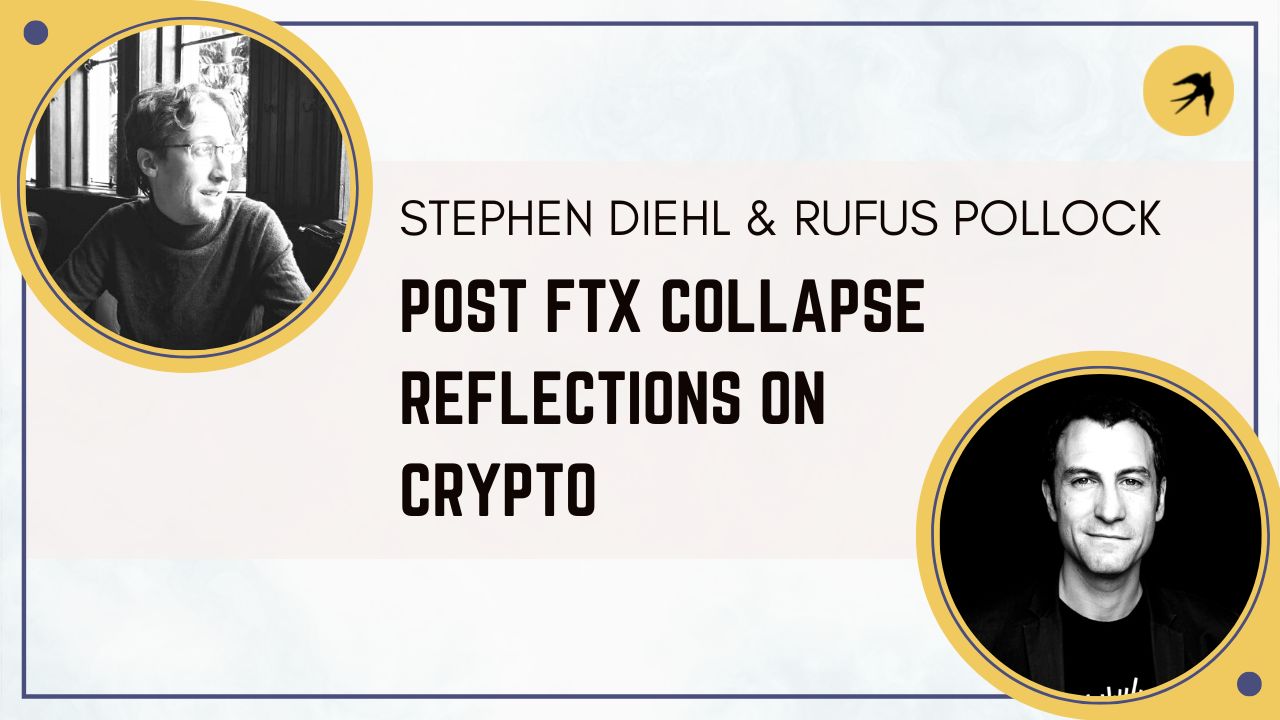 STEPHEN DIEHL & RUFUS POLLOCK
POST FTX COLLAPSE
REFLECTIONS ON
CRYPTO